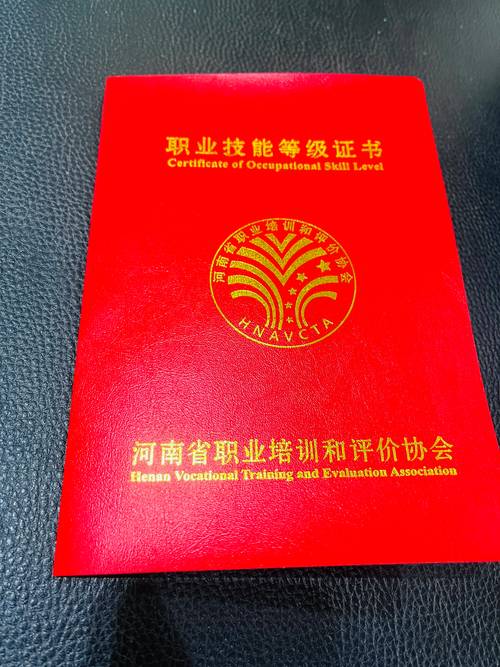 职业技能等级证书
Certificate of Occupational Skill Level
河南省职业培训和评价协会
HNAVCTA
河南省职业培训和评价协会
Henan Vocational Training and Evaluation Association